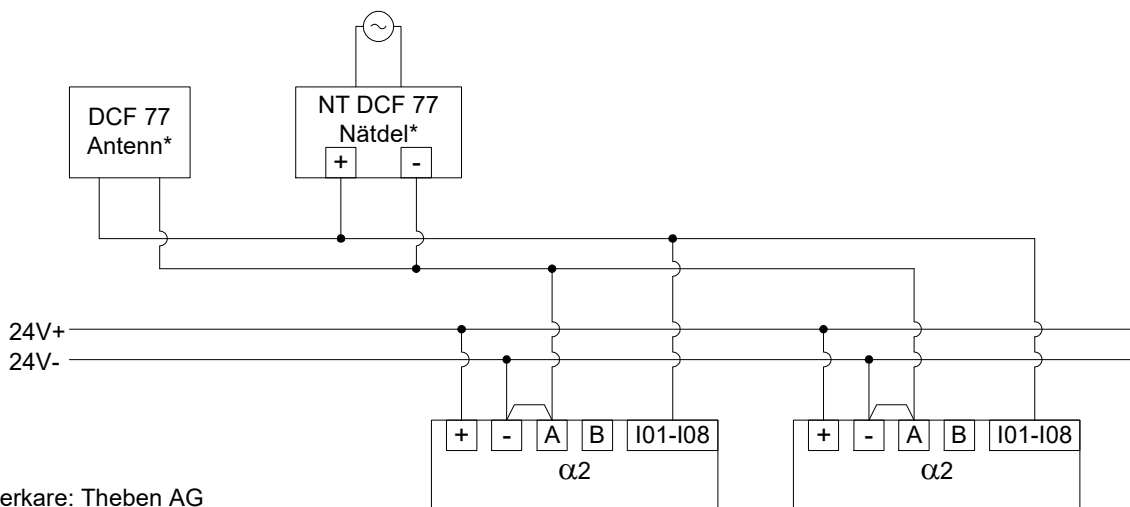 DCF 77
Antenn*
NT DCF 77
Nätdel*
+ -
24V+
24V-
+ - A B I01-I08
α2
+ - A B I01-I08
α2
erkare: Theben AG